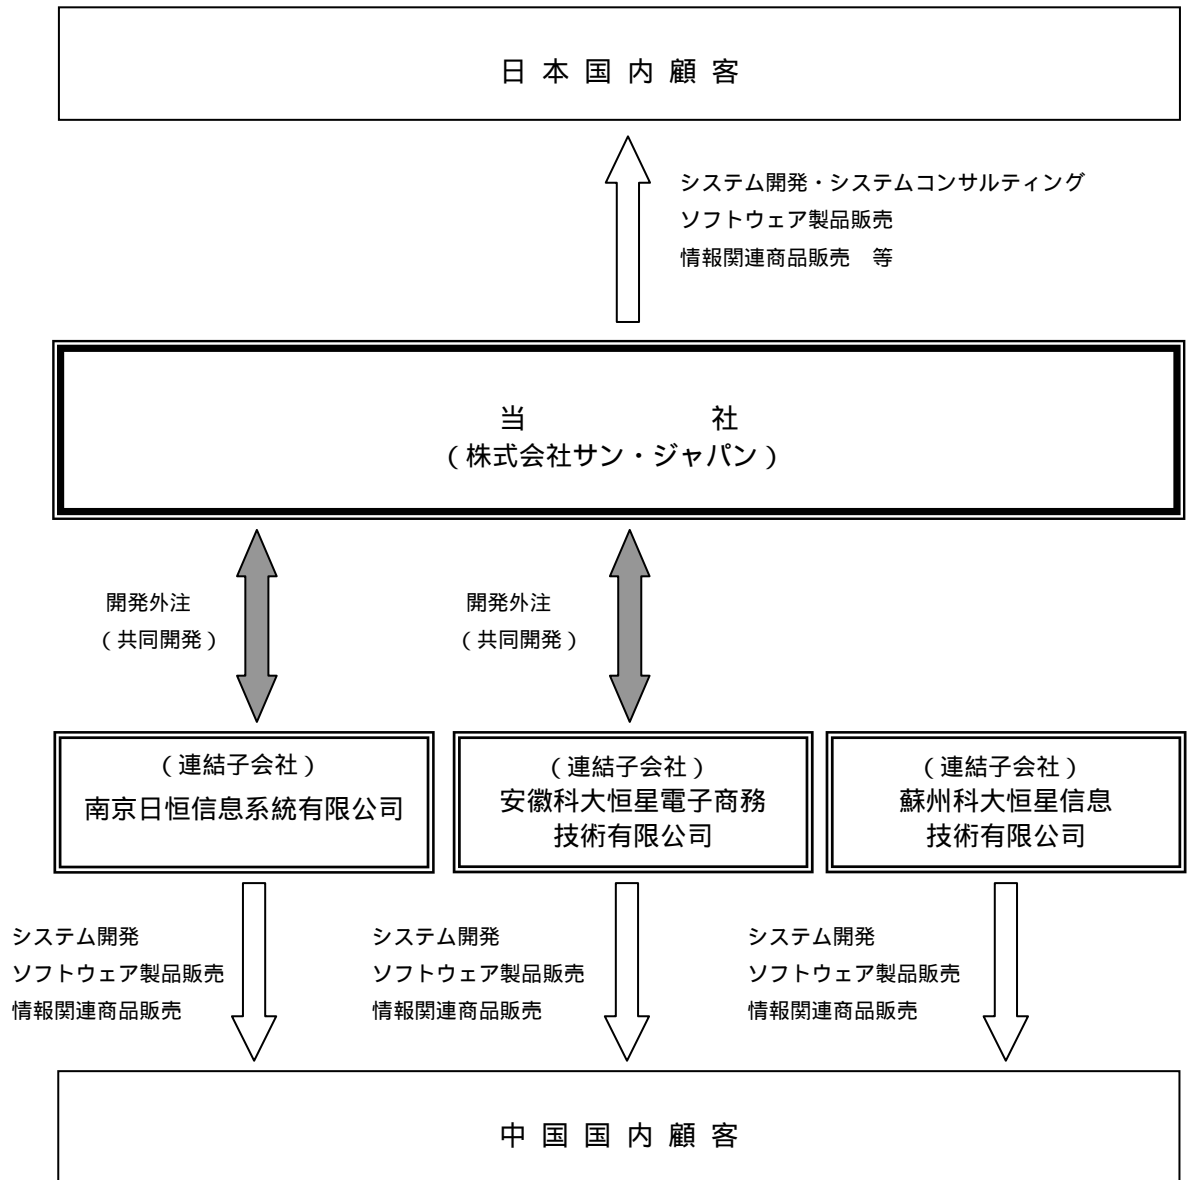 日本国内顧客
システム開発・システムコンサルティング
ソフトウェア製品販売
情報関連商品販売　等
当　　　社
（株式会社サン・ジャパン）
開発外注
（共同開発）
開発外注
（共同開発）
（連結子会社）
南京日恒信息系統有限公司
（連結子会社）
安徽科大恒星電子商務
技術有限公司
（連結子会社）
蘇州科大恒星信息
技術有限公司
システム開発
ソフトウェア製品販売
情報関連商品販売
システム開発
ソフトウェア製品販売
情報関連商品販売
システム開発
ソフトウェア製品販売
情報関連商品販売
中国国内顧客